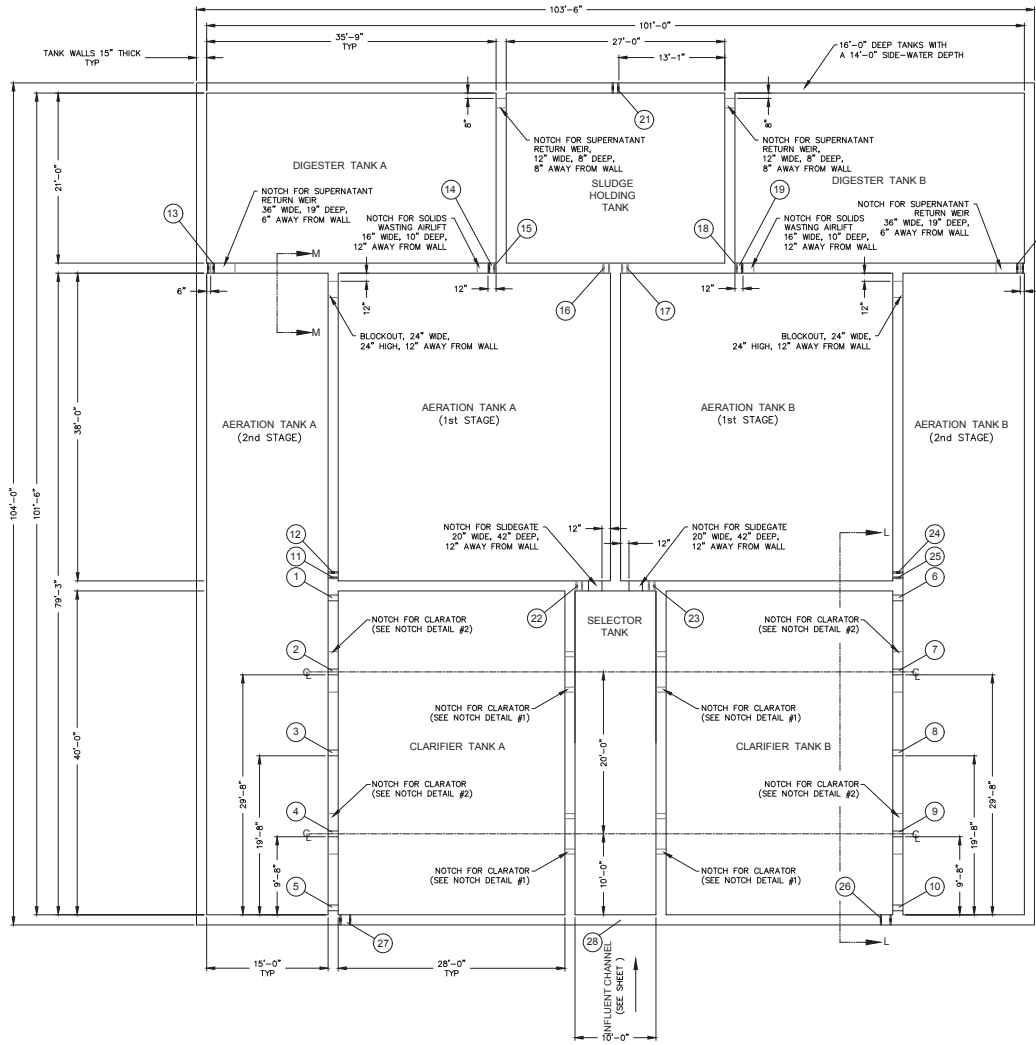 103'-6"
101'-0"
TANK WALLS 15" THICK
TYP
35'-9"
TYP
27'-0"
13'-1"
16'-0" DEEP TANKS WITH
A 14'-0" SIDE-WATER DEPTH
8"
21
8"
NOTCH FOR SUPERNATANT
RETURN WEIR,
12" WIDE, 8" DEEP,
8" AWAY FROM WALL
NOTCH FOR SUPERNATANT
RETURN WEIR,
12" WIDE, 8" DEEP,
8" AWAY FROM WALL
DIGESTER TANK A
SLUDGE
HOLDING
TANK
DIGESTER TANK B
21'-0"
NOTCH FOR SUPERNATANT
RETURN WEIR
36" WIDE, 19" DEEP,
6" AWAY FROM WALL
13
14
NOTCH FOR SOLIDS
WASTING AIRLIFT
16" WIDE, 10" DEEP,
12" AWAY FROM WALL
15
18
19
NOTCH FOR SOLIDS
WASTING AIRLIFT
16" WIDE, 10" DEEP,
12" AWAY FROM WALL
NOTCH FOR SUPERNATANT
RETURN WEIR
36" WIDE, 19" DEEP,
6" AWAY FROM WALL
M
6"
12"
12"
16
17
12"
12"
M
BLOCKOUT, 24" WIDE,
24" HIGH, 12" AWAY FROM WALL
BLOCKOUT, 24" WIDE,
24" HIGH, 12" AWAY FROM WALL
AERATION TANK A
(2nd STAGE)
AERATION TANK A
(1st STAGE)
AERATION TANK B
(1st STAGE)
AERATION TANK B
(2nd STAGE)
38'-0"
104'-0"
101'-6"
79'-3"
NOTCH FOR SLIDEGATE
20" WIDE, 42" DEEP,
12" AWAY FROM WALL
12"
12"
NOTCH FOR SLIDEGATE
20" WIDE, 42" DEEP,
12" AWAY FROM WALL
L
12
11
1
24
25
6
22
23
SELECTOR
TANK
NOTCH FOR CLARATOR
(SEE NOTCH DETAIL #2)
NOTCH FOR CLARATOR
(SEE NOTCH DETAIL #2)
2
7
CL
CL
NOTCH FOR CLARATOR
(SEE NOTCH DETAIL #1)
NOTCH FOR CLARATOR
(SEE NOTCH DETAIL #1)
3
8
CLARIFIER TANK A
CLARIFIER TANK B
40'-0"
20'-0"
29'-8"
19'-8"
9'-8"
NOTCH FOR CLARATOR
(SEE NOTCH DETAIL #2)
NOTCH FOR CLARATOR
(SEE NOTCH DETAIL #2)
29'-8"
19'-8"
9'-8"
4
9
CL
CL
NOTCH FOR CLARATOR
(SEE NOTCH DETAIL #1)
NOTCH FOR CLARATOR
(SEE NOTCH DETAIL #1)
10'-0"
5
10
27
28
26
L
15'-0"
TYP
28'-0"
TYP
INFLUENT CHANNEL
(SEE SHEET )
10'-0"